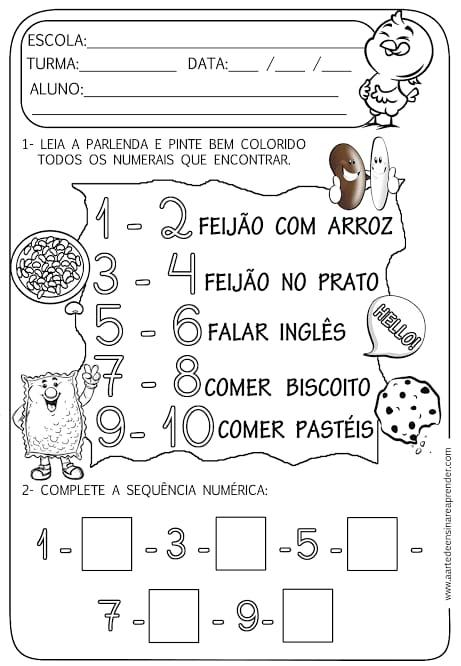 ESCOLA:
TURMA: DATA: / /
ALUNO:
1- LEIA A PARLENDA E PINTE BEM COLORIDO
TODOS OS NUMERAIS QUE ENCONTRAR.
1 - 2 FEIJÃO COM ARROZ
3 - 4 FEIJÃO NO PRATO
HELLO!
5 - 6 FALAR INGLÊS
7 - 8 COMER BISCOITO
9- 10 COMER PASTÉIS
2- COMPLETE A SEQUÊNCIA NUMÉRICA:
1 - - 3 - - 5 - -
7 - - 9-
www.aartedeensinareaprender.com